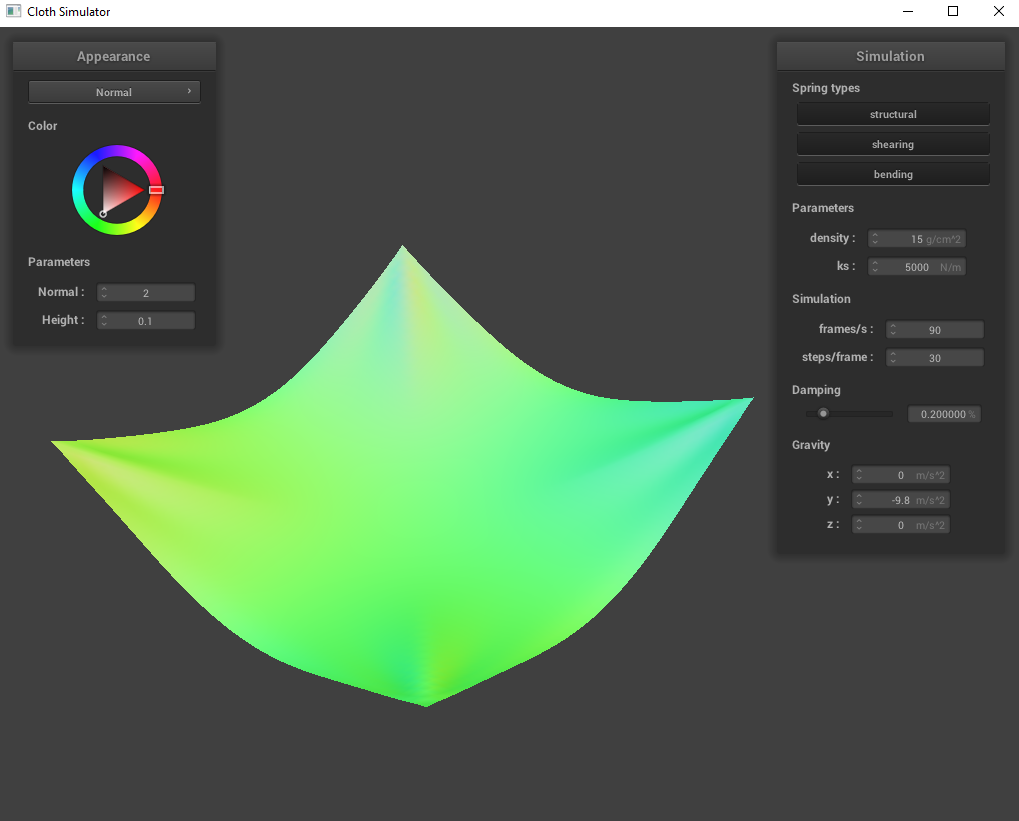 Cloth Simulator
Appearance
Normal
Color
Parameters
Normal : 2
Height : 0.1
Simulation
Spring types
structural
shearing
bending
Parameters
density : 15 g/cm^2
ks : 5000 N/m
Simulation
frames/s : 90
steps/frame : 30
Damping
0.200000 %
Gravity
x : 0 m/s^2
y : -9.8 m/s^2
z : 0 m/s^2